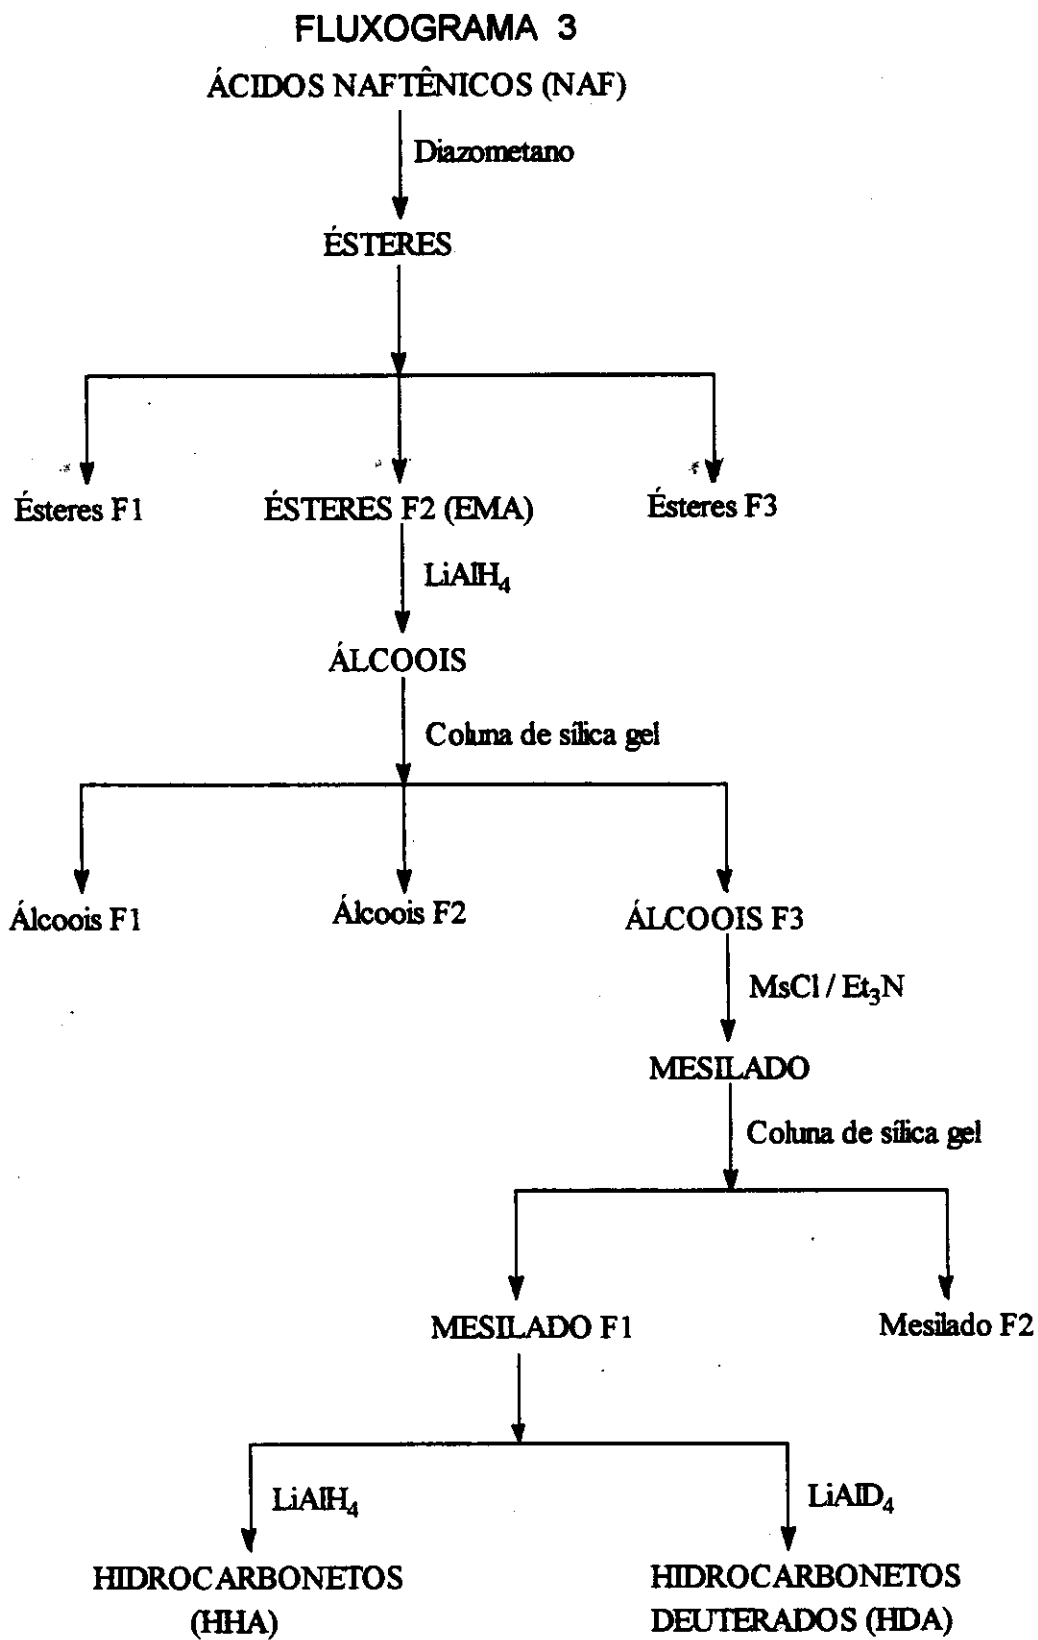 FLUXOGRAMA 3
ÁCIDOS NAFTÊNICOS (NAF)
Diazometano
ÉSTERES
Ésteres F1
ÉSTERES F2 (EMA)
Ésteres F3
LiAlH₄
ÁLCOOIS
Coluna de sílica gel
Álcoois F1
Álcoois F2
ÁLCOOIS F3
MsCl / Et₃N
MESILADO
Coluna de sílica gel
MESILADO F1
Mesilado F2
LiAlH₄
LiAlD₄
HIDROCARBONETOS
(HHA)
HIDROCARBONETOS
DEUTERADOS (HDA)